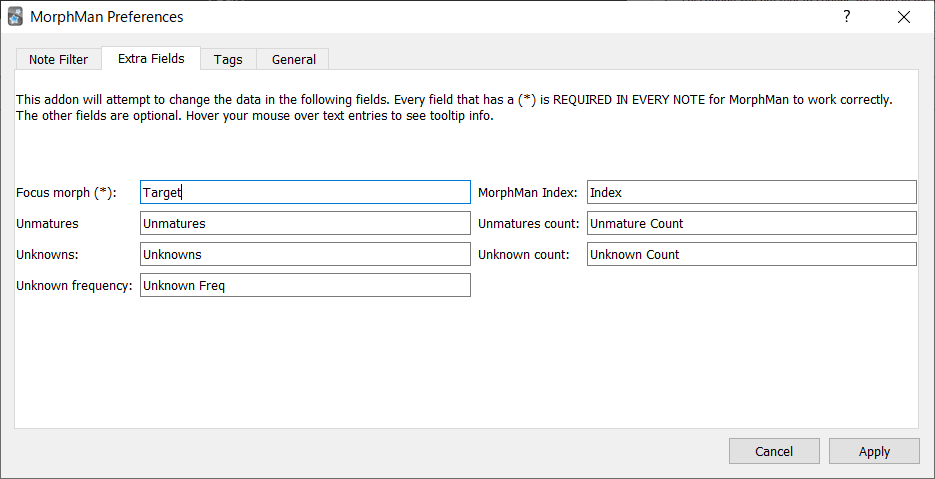 MorphMan Preferences
?
Note Filter
Extra Fields
Tags
General
This addon will attempt to change the data in the following fields. Every field that has a (*) is REQUIRED IN EVERY NOTE for MorphMan to work correctly.
The other fields are optional. Hover your mouse over text entries to see tooltip info.
Focus morph (*):
Target
MorphMan Index:
Index
Unmatures
Unmatures
Unmatures count:
Unmature Count
Unknowns:
Unknowns
Unknown count:
Unknown Count
Unknown frequency:
Unknown Freq
Cancel
Apply